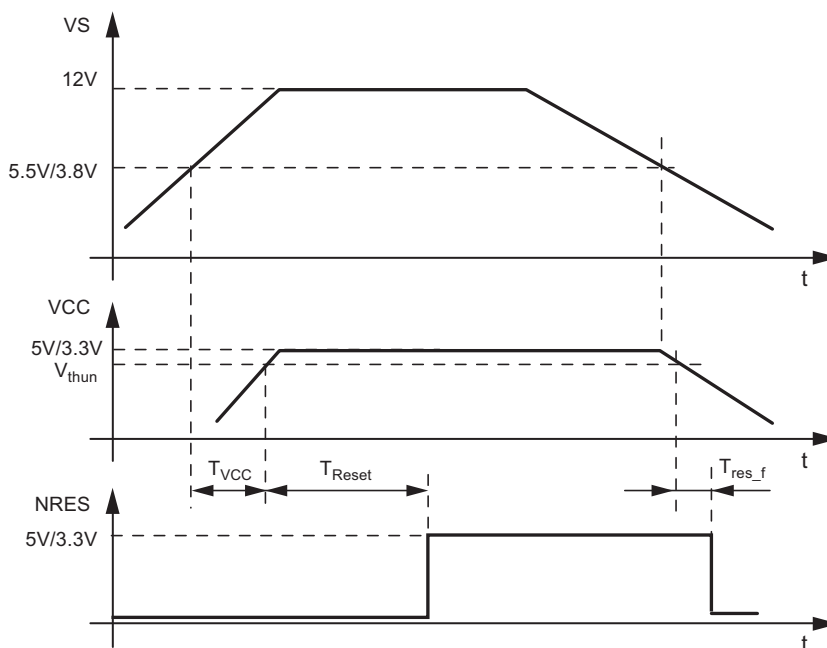 VS
12V
5.5V/3.8V
t
VCC
5V/3.3V
Vthun
t
TVCC
TReset
Tres_f
NRES
5V/3.3V
t